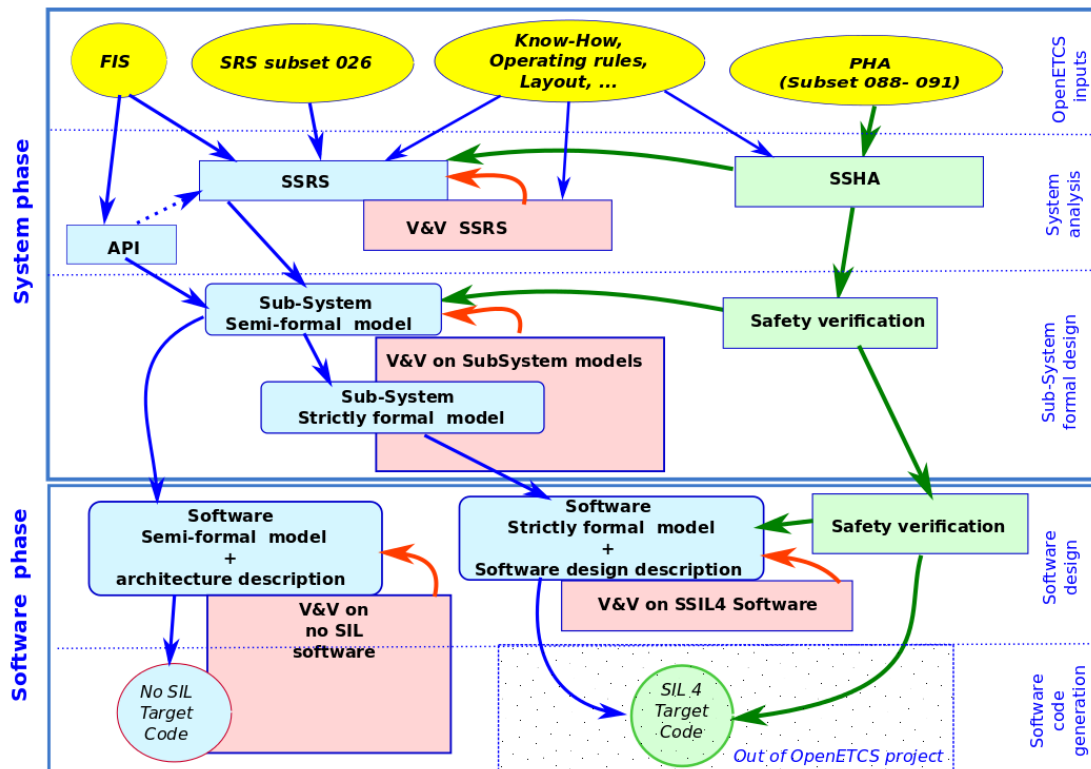 FIS
SRS subset 026
Know-How,
Operating rules,
Layout, ...
PHA
(Subset 088- 091)
OpenETCS
inputs
System phase
SSRS
SSHA
V&V SSRS
API
System
analysis
Sub-System
Semi-formal model
Safety verification
V&V on SubSystem models
Sub-System
Strictly formal model
Sub-System
formal design
Software phase
Software
Semi-formal model
+
architecture description
Software
Strictly formal model
+
Software design description
Safety verification
V&V on SSIL4 Software
Software
design
V&V on
no SIL
software
No SIL
Target
Code
SIL 4
Target
Code
Out of OpenETCS project
Software
code
generation